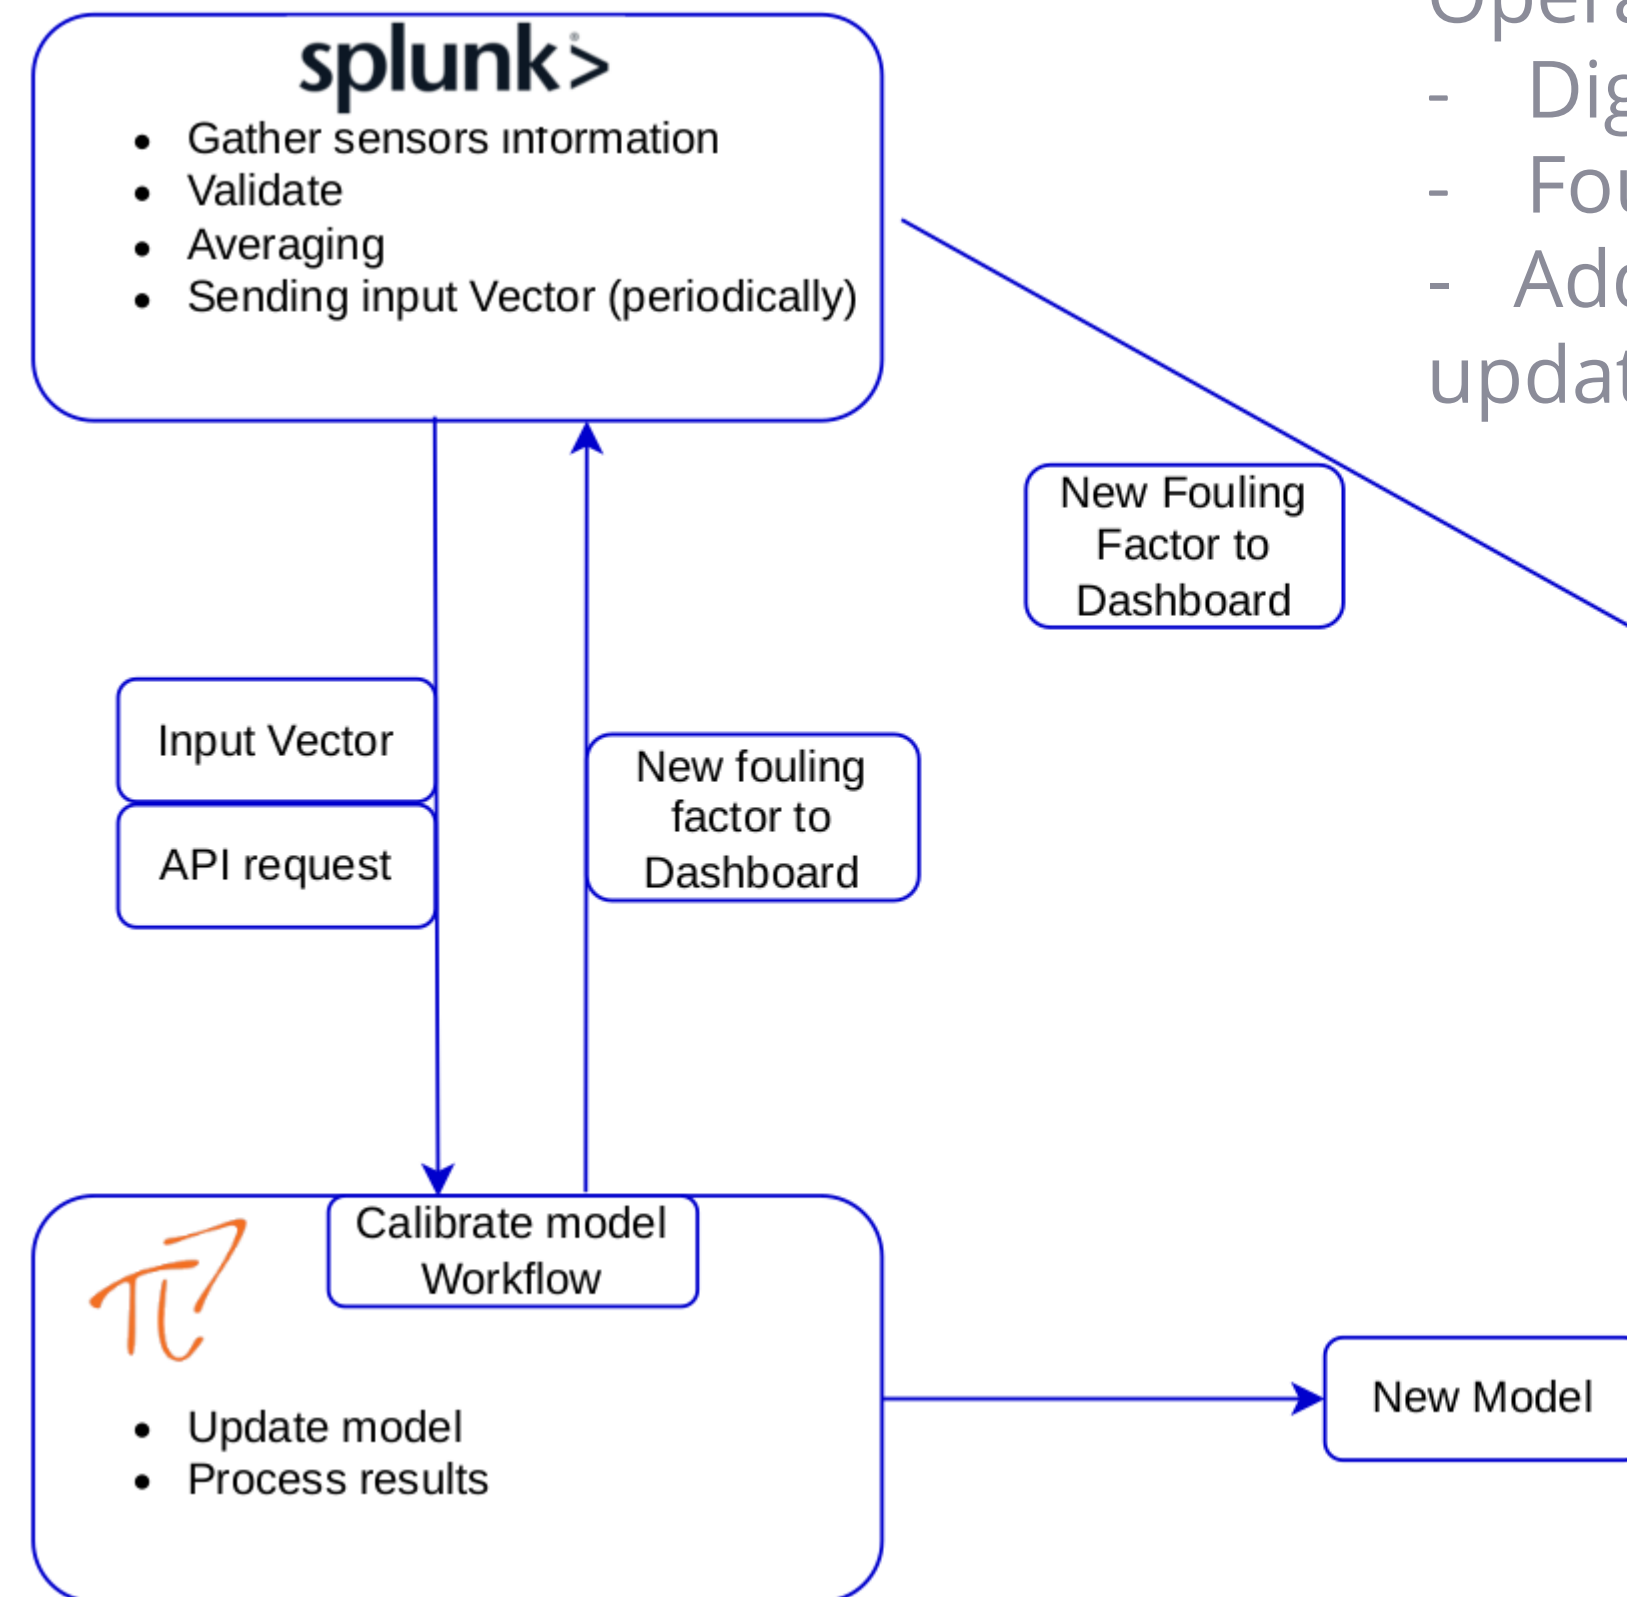 splunk>
Gather sensors information
Validate
Averaging
Sending input Vector (periodically)
-
-
-
New Fouling
Factor to
Dashboard
Input Vector
API request
New fouling
factor to
Dashboard
Calibrate model
Workflow
Update model
Process results
New Model